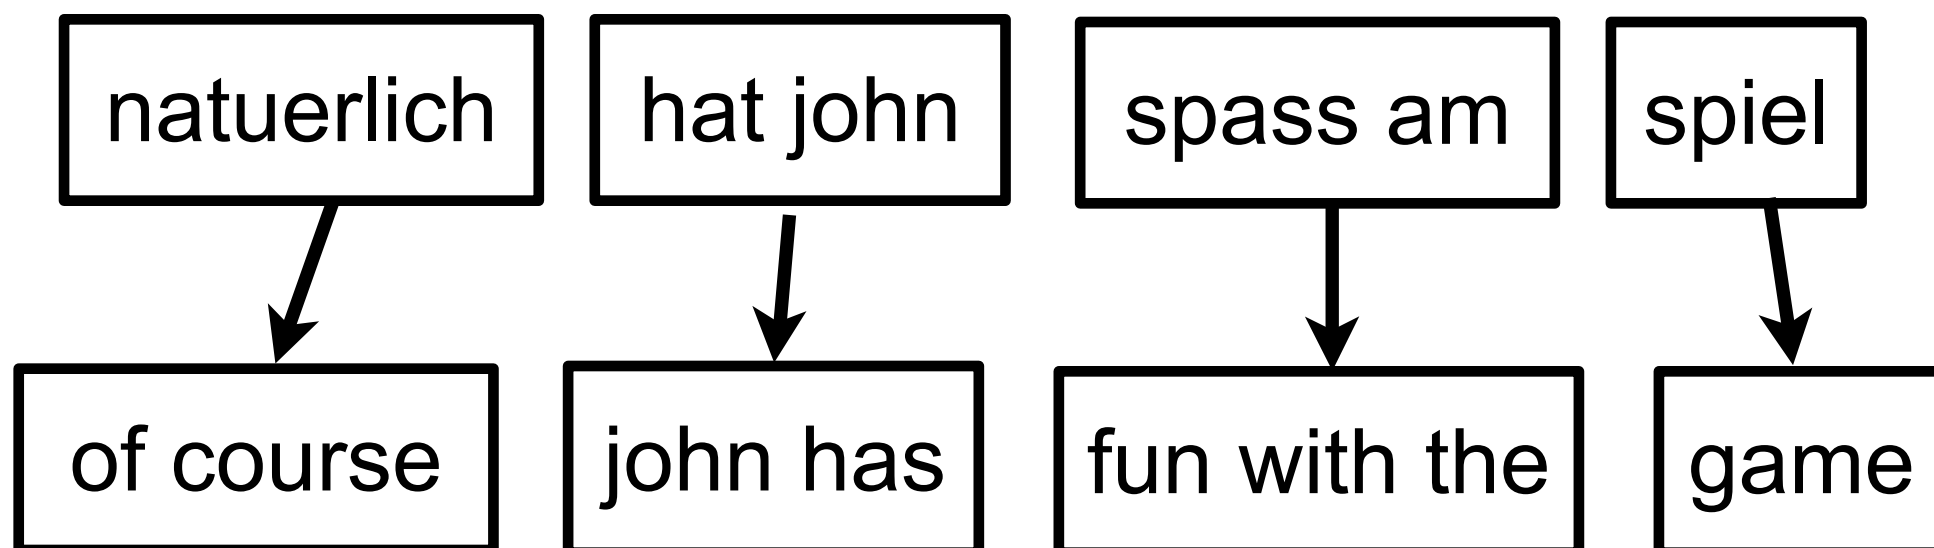 natuerlich hat john spass am spiel
of course john has fun with the game